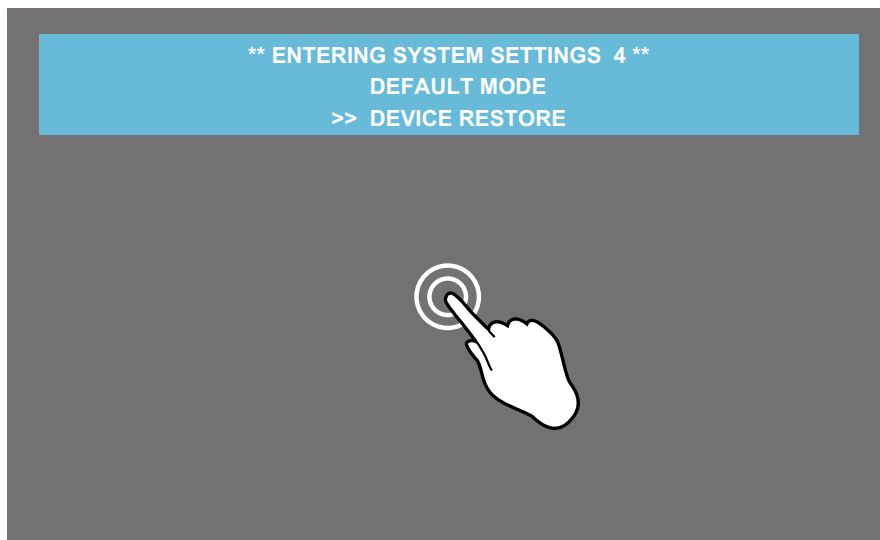 ** ENTERING SYSTEM SETTINGS  4 **
DEFAULT MODE
>>  DEVICE RESTORE